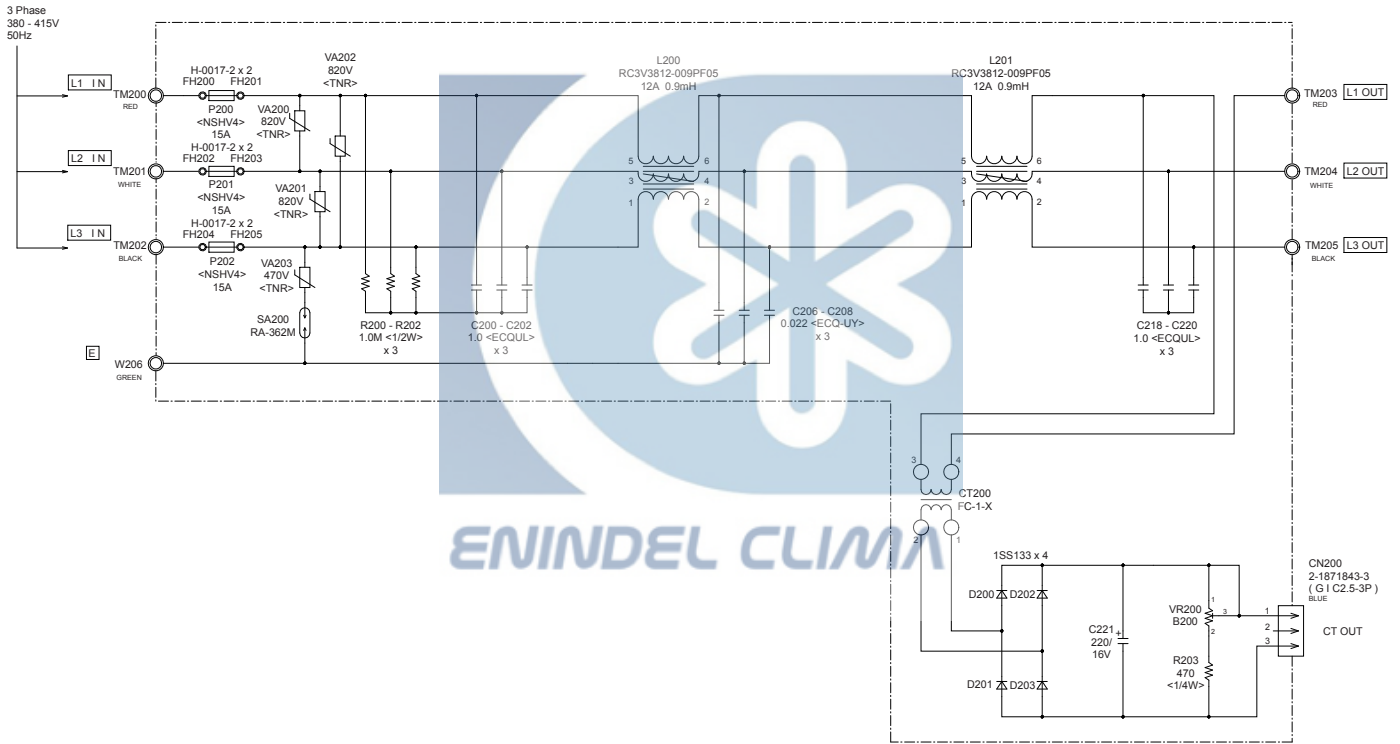 3 Phase
380 - 415V
50Hz
L1 IN
TM200
RED
H-0017-2 x 2
FH200 FH201
P200
<NSHV4>
15A
VA200
820V
<TNR>
VA202
820V
<TNR>
L200
RC3V3812-009PF05
12A 0.9mH
5 6
3 4
1 2
L201
RC3V3812-009PF05
12A 0.9mH
5 6
3 4
1 2
TM203
RED
L1 OUT
L2 IN
TM201
WHITE
H-0017-2 x 2
FH202 FH203
P201
<NSHV4>
15A
VA201
820V
<TNR>
TM204
WHITE
L2 OUT
L3 IN
TM202
BLACK
H-0017-2 x 2
FH204 FH205
P202
<NSHV4>
15A
VA203
470V
<TNR>
TM205
BLACK
L3 OUT
SA200
RA-362M
R200 - R202
1.0M <1/2W>
x 3
C200 - C202
1.0 <ECQUL>
x 3
C206 - C208
0.022 <ECQ-UY>
x 3
C218 - C220
1.0 <ECQUL>
x 3
E
W206
GREEN
3 4
CT200
FC-1-X
2 1
ENINDEL CLIMA
1SS133 x 4
D200 D202
D201 D203
C221
220/
16V
+
VR200
B200
1
3
2
R203
470
<1/4W>
CN200
2-1871843-3
( G I C2.5-3P )
BLUE
1
2
3
CT OUT